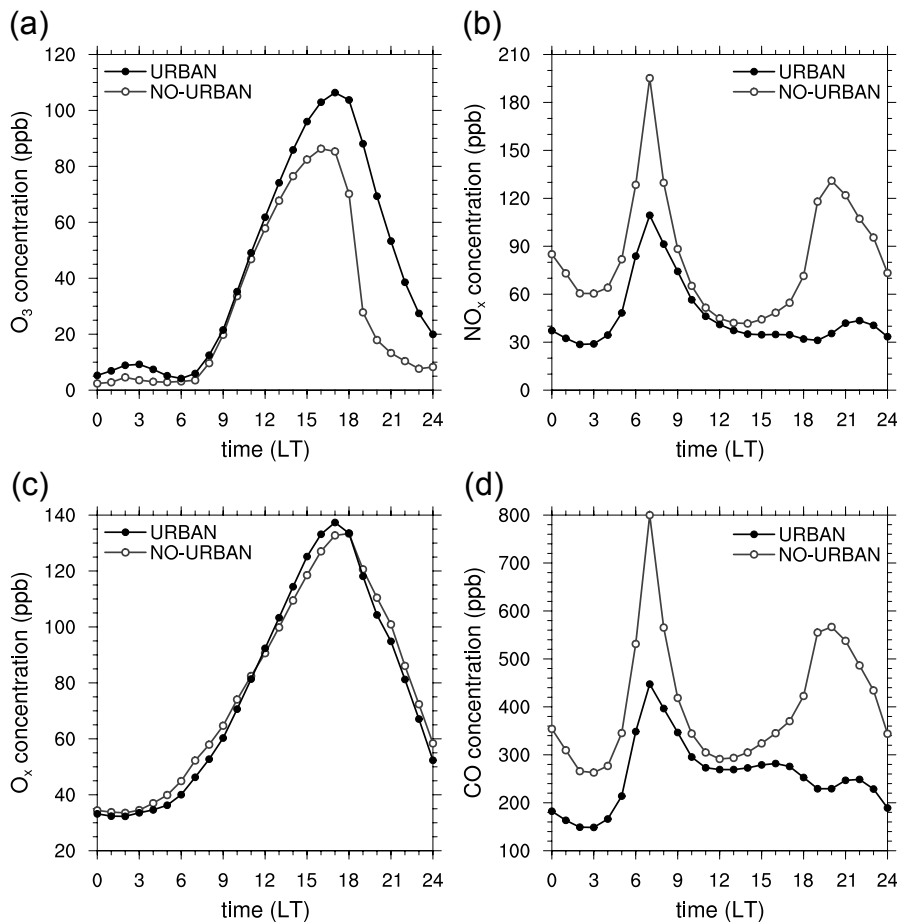 (a)
120
100
80
60
40
20
0
O₃ concentration (ppb)
URBAN
NO-URBAN
0 3 6 9 12 15 18 21 24
time (LT)
(b)
210
180
150
120
90
60
30
0
NOₓ concentration (ppb)
URBAN
NO-URBAN
0 3 6 9 12 15 18 21 24
time (LT)
(c)
140
120
100
80
60
40
20
Oₓ concentration (ppb)
URBAN
NO-URBAN
0 3 6 9 12 15 18 21 24
time (LT)
(d)
800
700
600
500
400
300
200
100
CO concentration (ppb)
URBAN
NO-URBAN
0 3 6 9 12 15 18 21 24
time (LT)